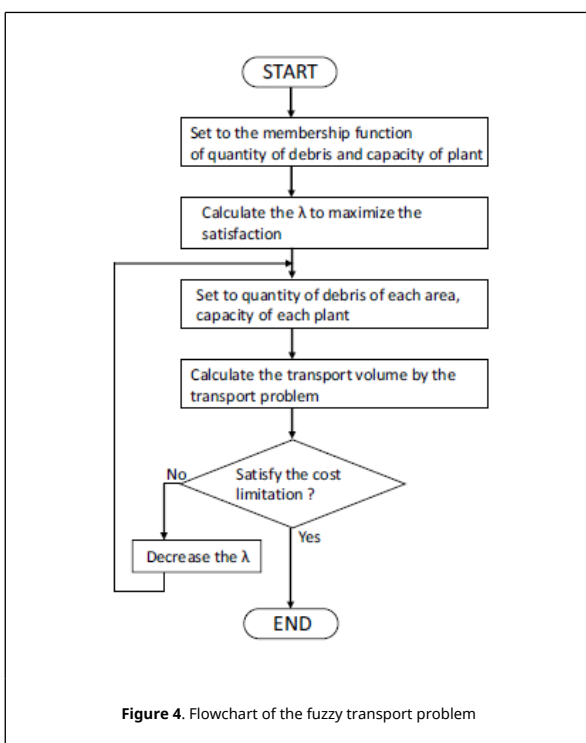 START
Set to the membership function
of quantity of debris and capacity of plant
Calculate the λ to maximize the
satisfaction
Set to quantity of debris of each area,
capacity of each plant
Calculate the transport volume by the
transport problem
No
Satisfy the cost
limitation ?
Yes
Decrease the λ
END
Figure 4. Flowchart of the fuzzy transport problem